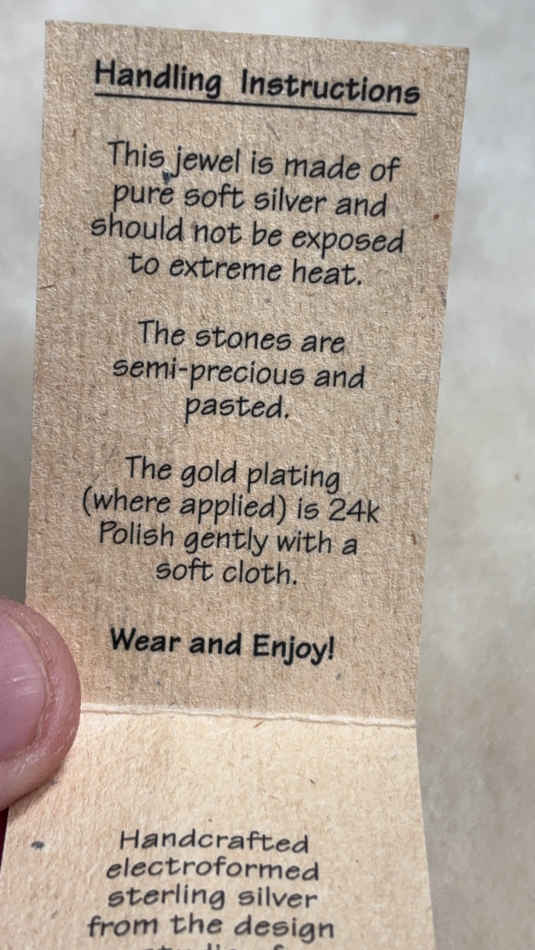 Handling Instructions
This jewel is made of
pure soft silver and
should not be exposed
to extreme heat.
The stones are
semi-precious and
pasted.
The gold plating
(where applied) is 24k
Polish gently with a
soft cloth.
Wear and Enjoy!
Handcrafted
electroformed
sterling silver
from the design